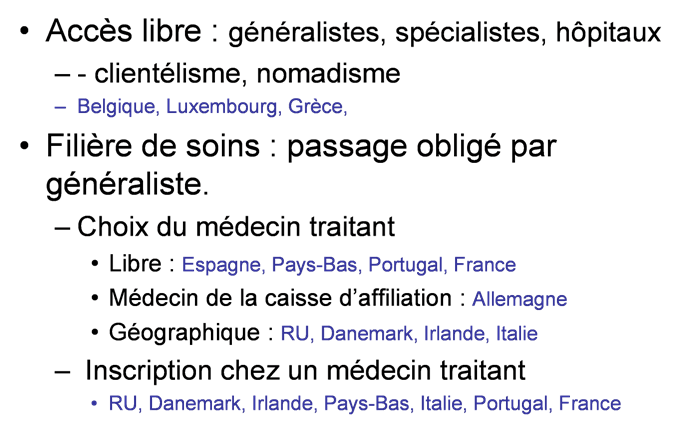 • Accès libre : généralistes, spécialistes, hôpitaux
– - clientélisme, nomadisme
– Belgique, Luxembourg, Grèce,
• Filière de soins : passage obligé par
généraliste.
– Choix du médecin traitant
• Libre : Espagne, Pays-Bas, Portugal, France
• Médecin de la caisse d’affiliation : Allemagne
• Géographique : RU, Danemark, Irlande, Italie
– Inscription chez un médecin traitant
• RU, Danemark, Irlande, Pays-Bas, Italie, Portugal, France